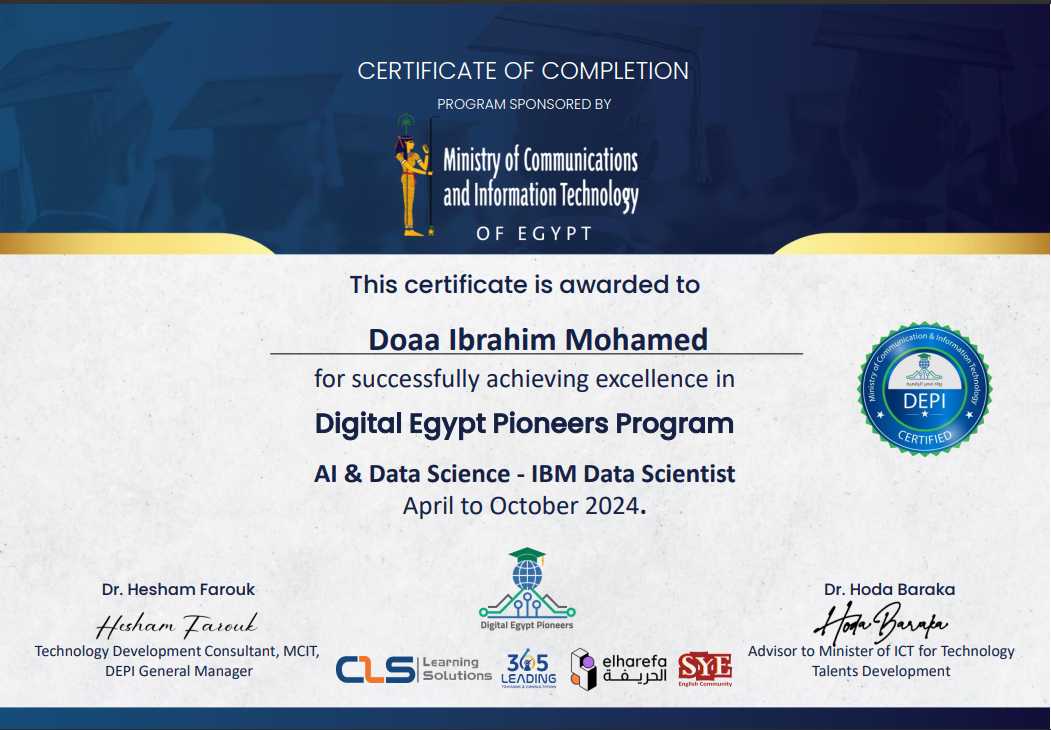 CERTIFICATE OF COMPLETION
PROGRAM SPONSORED BY
Ministry of Communications
and Information Technology
OF EGYPT
This certificate is awarded to
Doaa Ibrahim Mohamed
for successfully achieving excellence in
Digital Egypt Pioneers Program
AI & Data Science - IBM Data Scientist
April to October 2024.
Ministry of Communication & Information Technology
DEPI
CERTIFIED
Digital Egypt Pioneers
Dr. Hesham Farouk
Hesham Farouk
Technology Development Consultant, MCIT,
DEPI General Manager
CLS Learning
Solutions
365
LEADING
TRAINING & CONSULTATION
elharefa
الحريفة
SYE
English Community
Dr. Hoda Baraka
Hoda Baraka
Advisor to Minister of ICT for Technology
Talents Development